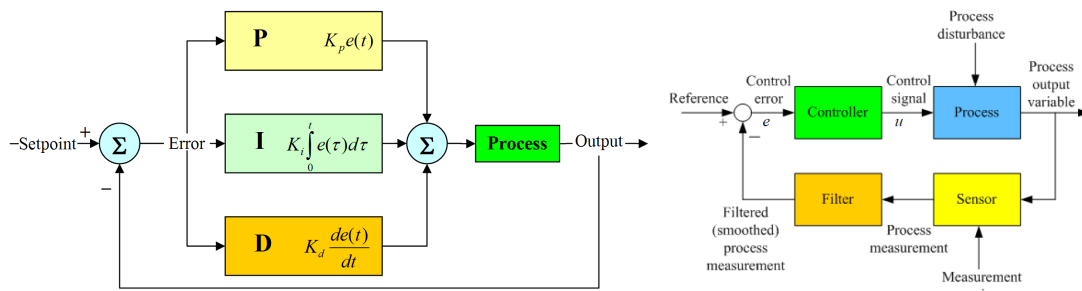 P K_p e(t)
−Setpoint + Σ Error
I K_i ∫_0^t e(τ)dτ
Σ Process Output
−
D K_d de(t)/dt
Process
disturbance
Reference
+
−
Control
error
e
Controller
Control
signal
u
Process
Process
output
variable
Filter
Sensor
Filtered
(smoothed)
process
measurement
Process
measurement
Measurement